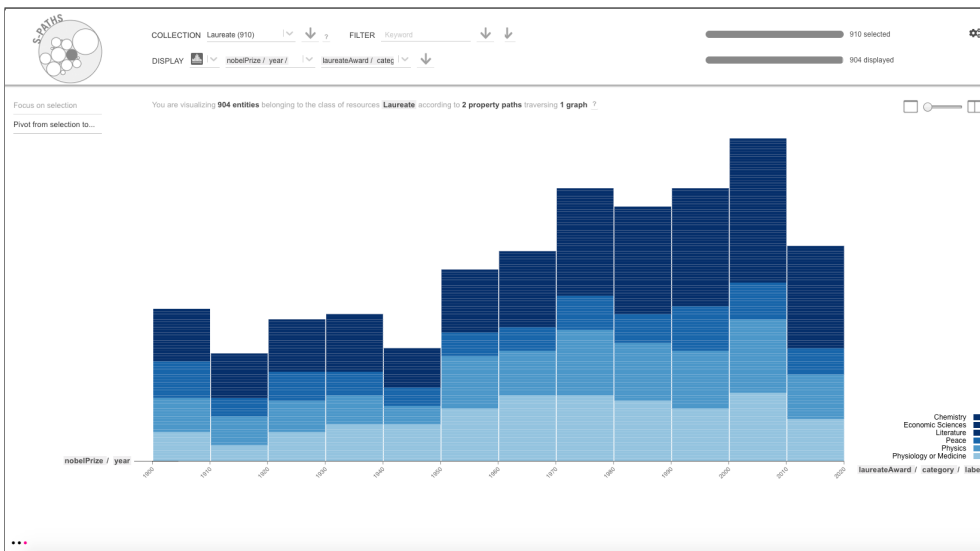 S-PATHS
COLLECTION Laureate (910) ? FILTER Keyword 910 selected
DISPLAY nobelPrize / year / laureateAward / categ 904 displayed
Focus on selection
You are visualizing 904 entities belonging to the class of resources Laureate according to 2 property paths traversing 1 graph ?
Pivot from selection to...
Chemistry
Economic Sciences
Literature
Peace
Physics
Physiology or Medicine
nobelPrize / year
laureateAward / category / labe
1900 1910 1920 1930 1940 1950 1960 1970 1980 1990 2000 2010 2020